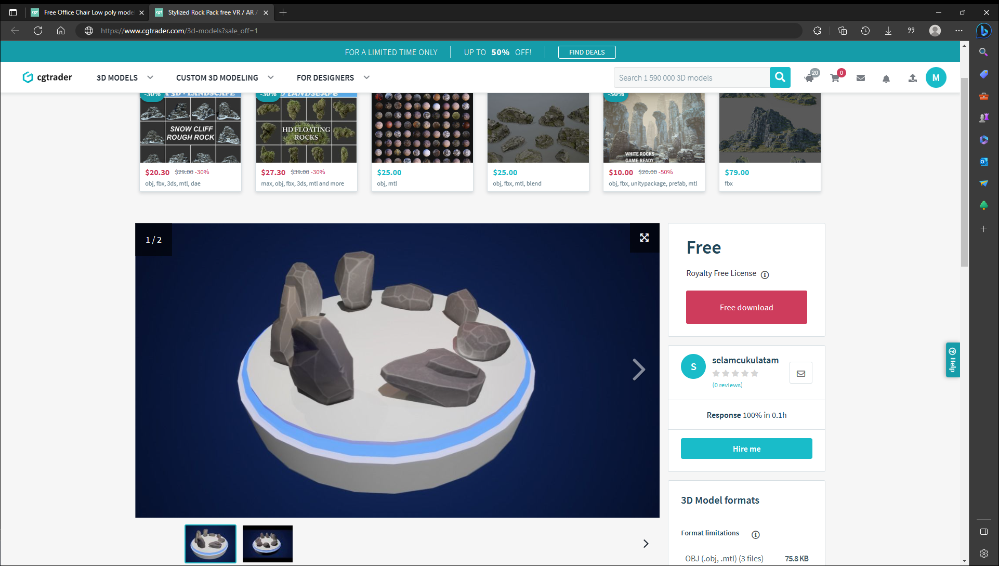 Free Office Chair Low poly mode
Stylized Rock Pack free VR / AR /
https://www.cgtrader.com/3d-models?sale_off=1
FOR A LIMITED TIME ONLY
UP TO 50% OFF!
FIND DEALS
cgtrader
3D MODELS
CUSTOM 3D MODELING
FOR DESIGNERS
Search 1 590 000 3D models
20
0
M
-30%
SNOW CLIFF
ROUGH ROCK
$20.30 $29.00 -30%
obj, fbx, 3ds, mtl, dae
-30%
HD FLOATING
ROCKS
$27.30 $39.00 -30%
max, obj, fbx, 3ds, mtl and more
$25.00
obj, mtl
$25.00
obj, fbx, mtl, blend
-50%
WHITE ROCKS
GAME-READY
$10.00 $20.00 -50%
obj, fbx, unitypackage, prefab, mtl
$79.00
fbx
1 / 2
Free
Royalty Free License
Free download
S
selamcukulatam
(0 reviews)
Response 100% in 0.1h
Hire me
Help
3D Model formats
Format limitations
OBJ (.obj, .mtl) (3 files) 75.8 KB